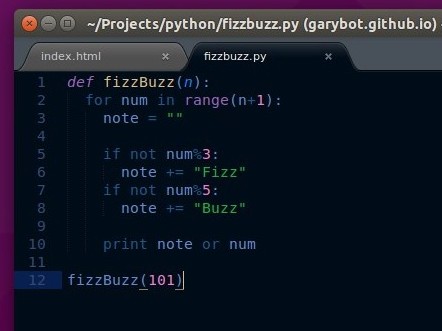 ~/Projects/python/fizzbuzz.py (garybot.github.io)
index.html × fizzbuzz.py ×
1 def fizzBuzz(n):
2 for num in range(n+1):
3 note = ""
4
5 if not num%3:
6 note += "Fizz"
7 if not num%5:
8 note += "Buzz"
9
10 print note or num
11
12 fizzBuzz(101)